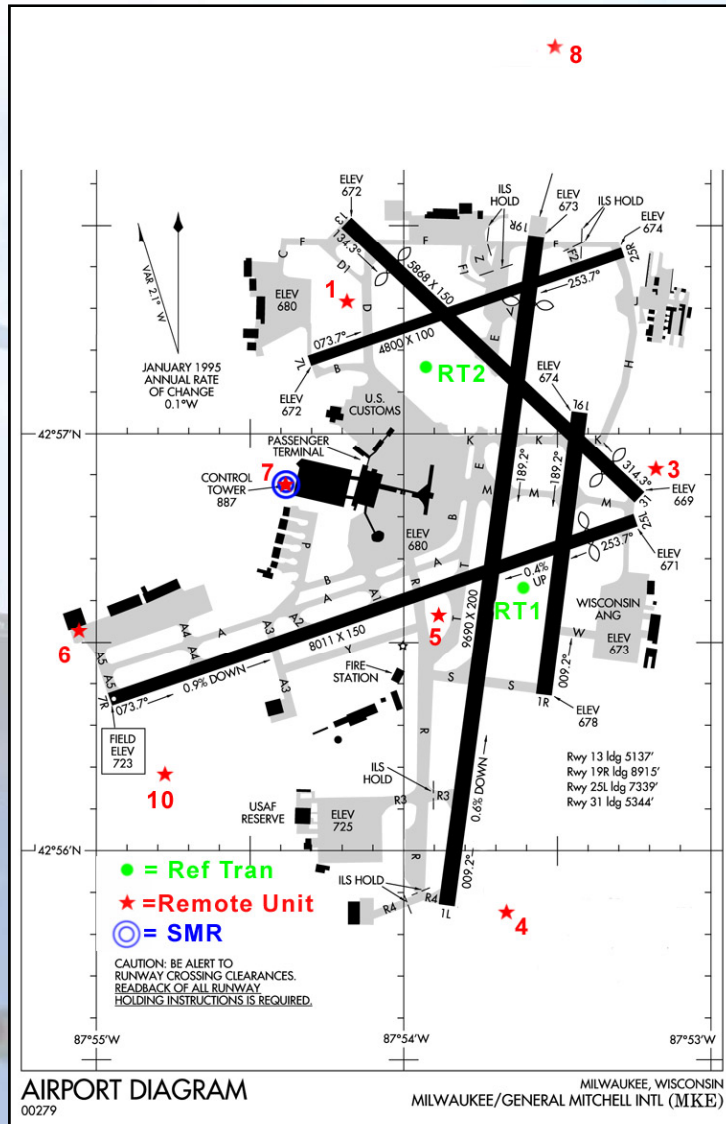 8
ELEV
672
ILS
HOLD
ELEV
673
ILS HOLD
ELEV
674
13
134.3°
19R
F
F
F
F
C
D1
D
Z
F1
F2
25R
253.7°
5868 X 150
VAR 2.1° W
ELEV
680
1
073.7°
4800 X 100
7L
B
V
E
L
H
JANUARY 1995
ANNUAL RATE
OF CHANGE
0.1°W
ELEV
672
RT2
ELEV
674
19L
U.S.
CUSTOMS
42°57'N
PASSENGER
TERMINAL
K
K
K
E
189.2°
189.2°
314.3°
3
CONTROL
TOWER
887
7
M
M
M
31
ELEV
669
25L
ELEV
671
P
B
ELEV
680
253.7°
B
A
T
R
A
A1
A2
0.4%
UP
RT1
WISCONSIN
ANG
ELEV
673
6
A4
A
A3
A4
8011 X 150
5
T
9690 X 200
W
A5
A5
Y
7R
073.7°
0.9% DOWN
A3
FIRE
STATION
S
S
009.2°
1R
ELEV
678
FIELD
ELEV
723
R
Rwy 13 ldg 5137'
Rwy 19R ldg 8915'
Rwy 25L ldg 7339'
Rwy 31 ldg 5344'
10
ILS
HOLD
0.6% DOWN
USAF
RESERVE
ELEV
725
R3
R3
42°56'N
R
009.2°
= Ref Tran
ILS HOLD
=Remote Unit
R4
R4
1L
4
= SMR
CAUTION: BE ALERT TO
RUNWAY CROSSING CLEARANCES.
READBACK OF ALL RUNWAY
HOLDING INSTRUCTIONS IS REQUIRED.
87°55'W
87°54'W
87°53'W
AIRPORT DIAGRAM
00279
MILWAUKEE, WISCONSIN
MILWAUKEE/GENERAL MITCHELL INTL (MKE)